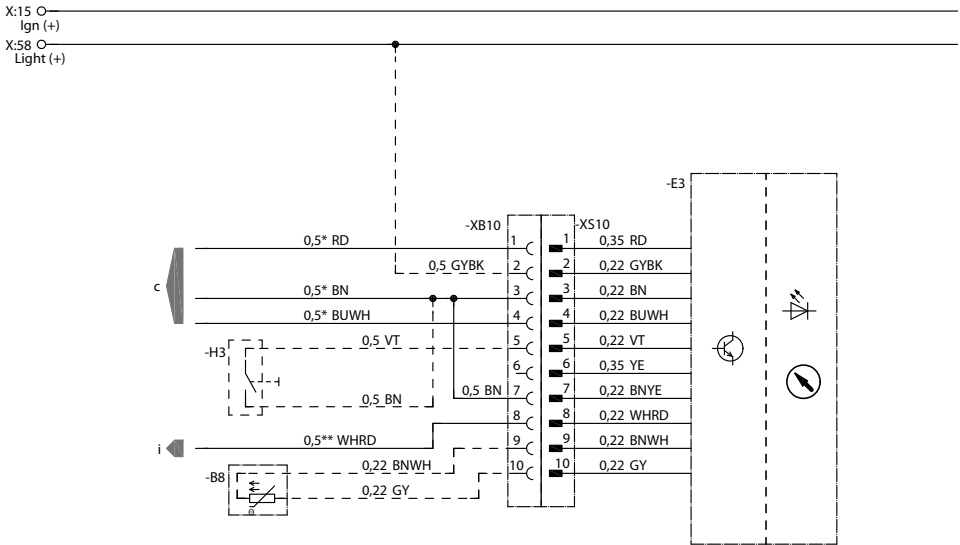 X:15
Ign (+)
X:58
Light (+)
-E3
-XB10
-XS10
0,5* RD
1
1
0,35 RD
0,5 GYBK
2
2
0,22 GYBK
c
0,5* BN
3
3
0,22 BN
0,5* BUWH
4
4
0,22 BUWH
-H3
0,5 VT
5
5
0,22 VT
6
6
0,35 YE
0,5 BN
0,5 BN
7
7
0,22 BNYE
8
8
0,22 WHRD
i
0,5** WHRD
9
9
0,22 BNWH
-B8
0,22 BNWH
10
10
0,22 GY
0,22 GY